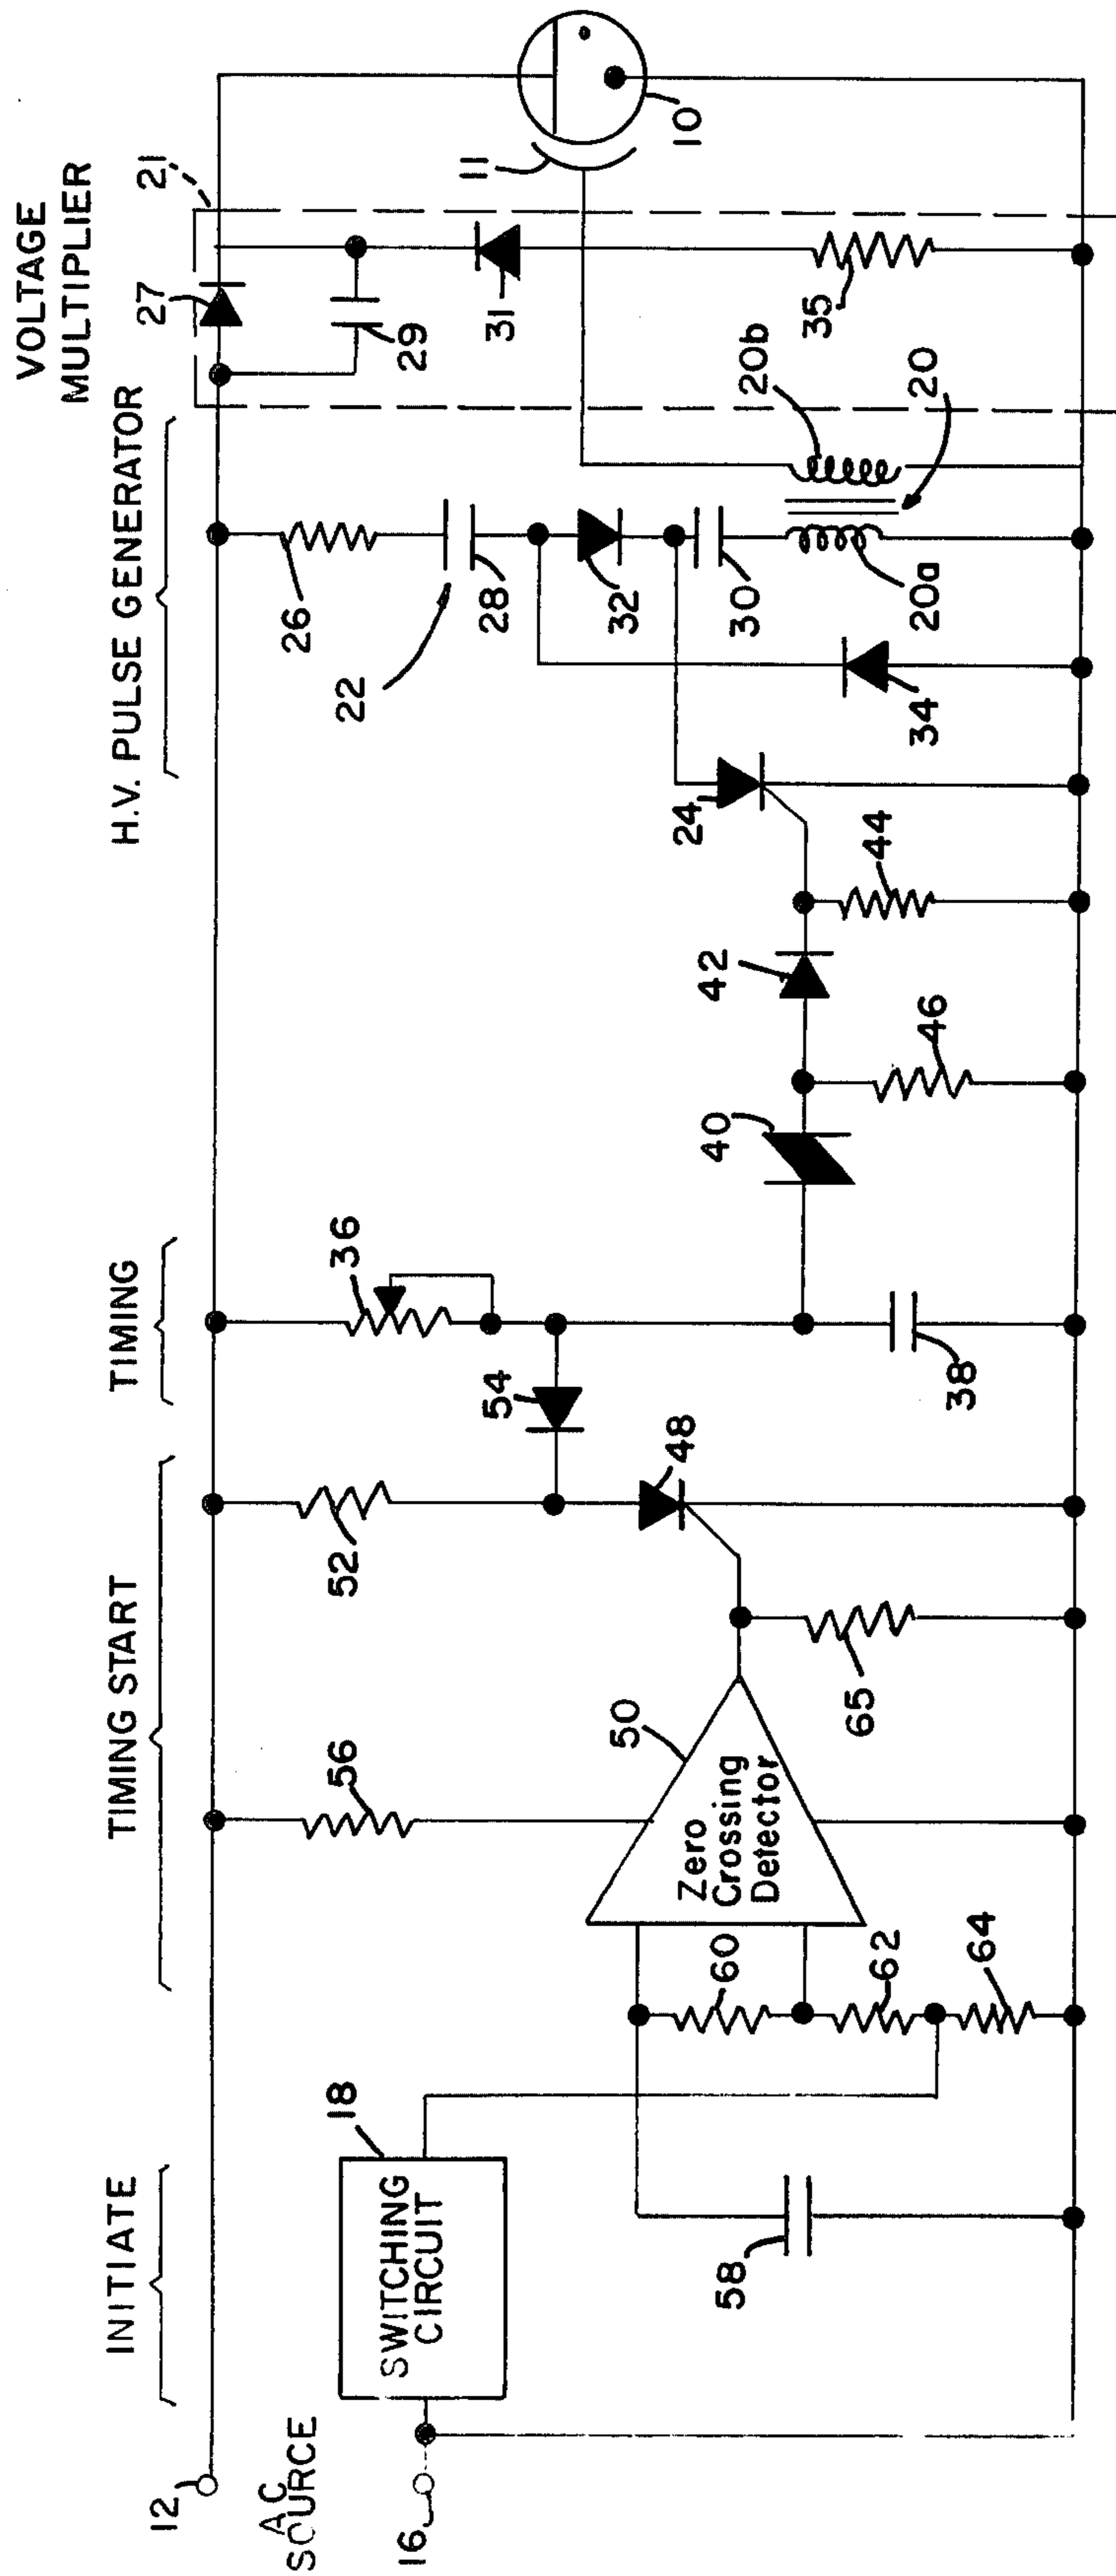 INITIATE
TIMING START
TIMING
H.V. PULSE GENERATOR
VOLTAGE
MULTIPLIER
12
AC
SOURCE
16
SWITCHING
CIRCUIT
18
58
60
62
64
56
50
Zero
Crossing
Detector
65
52
48
54
36
38
40
46
42
44
24
34
22
26
28
32
30
20a
20b
20
27
21
29
31
35
11
10